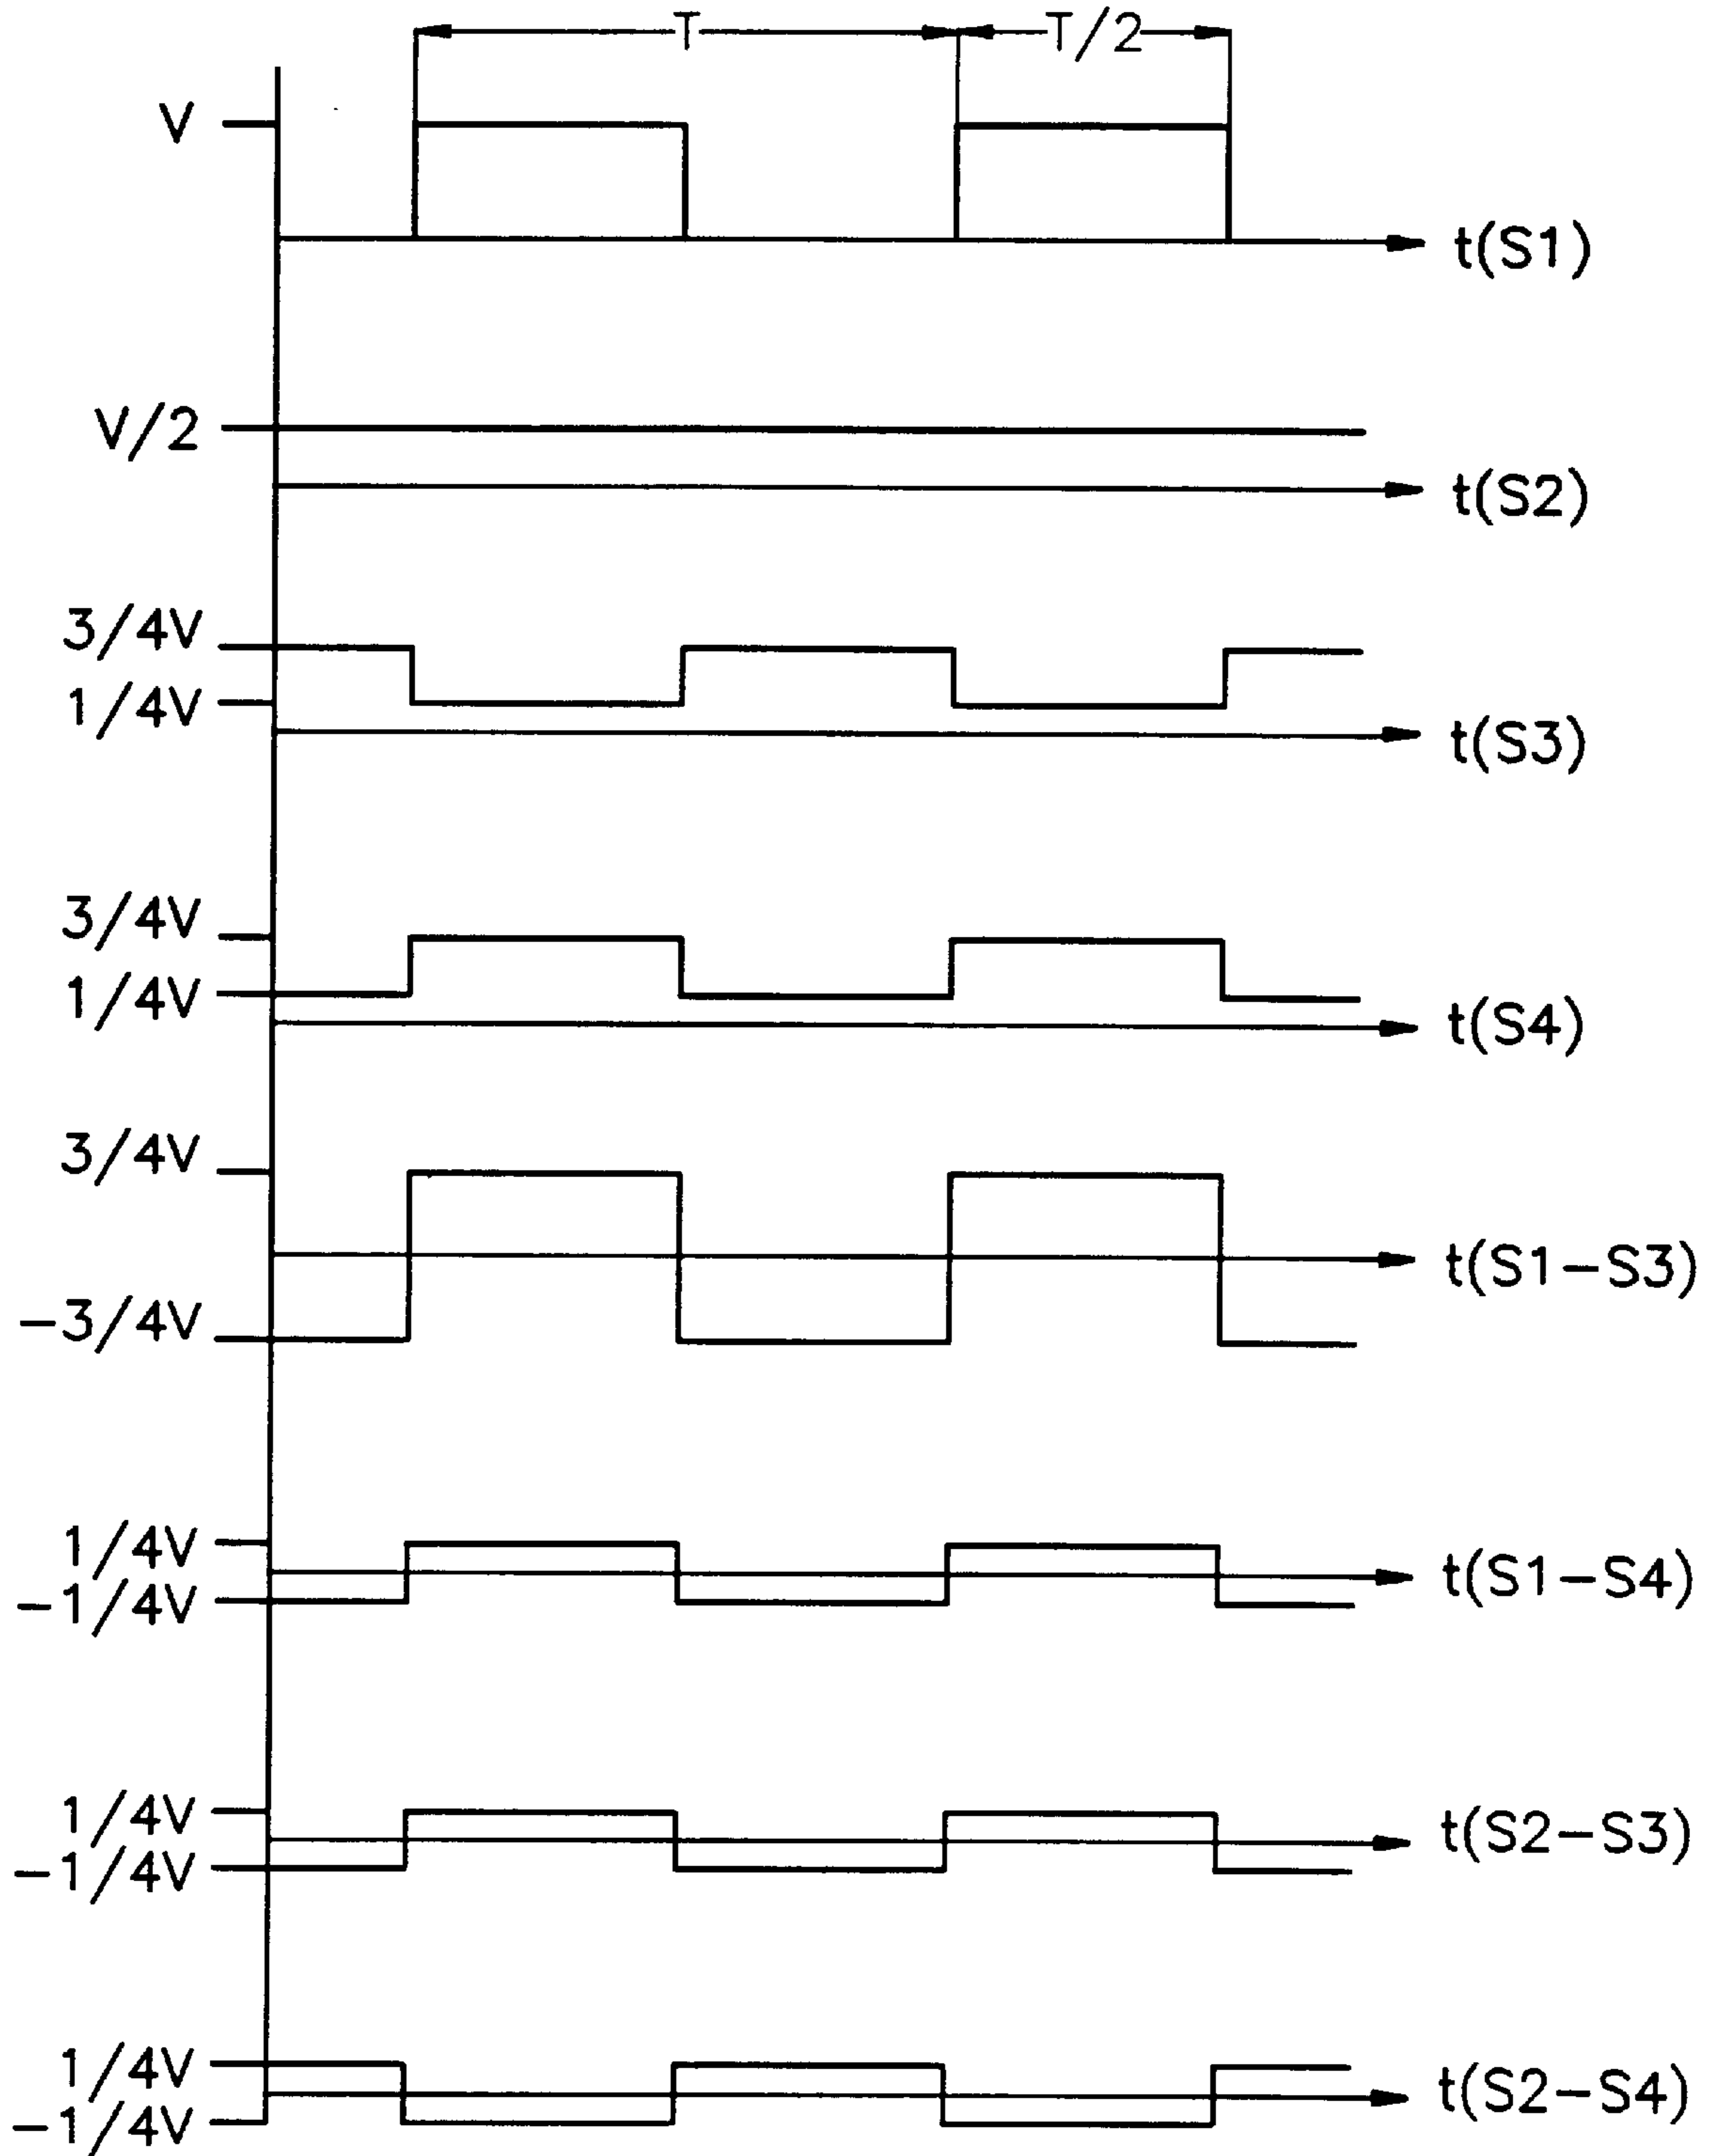 T T/2
V
t(S1)
V/2
t(S2)
3/4V
1/4V
t(S3)
3/4V
1/4V
t(S4)
3/4V
t(S1-S3)
-3/4V
1/4V
t(S1-S4)
-1/4V
1/4V
t(S2-S3)
-1/4V
1/4V
t(S2-S4)
-1/4V